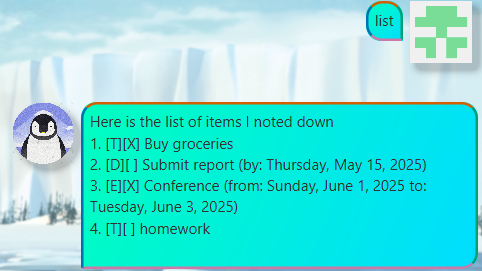 list
Here is the list of items I noted down
1. [T][X] Buy groceries
2. [D][ ] Submit report (by: Thursday, May 15, 2025)
3. [E][X] Conference (from: Sunday, June 1, 2025 to:
Tuesday, June 3, 2025)
4. [T][ ] homework